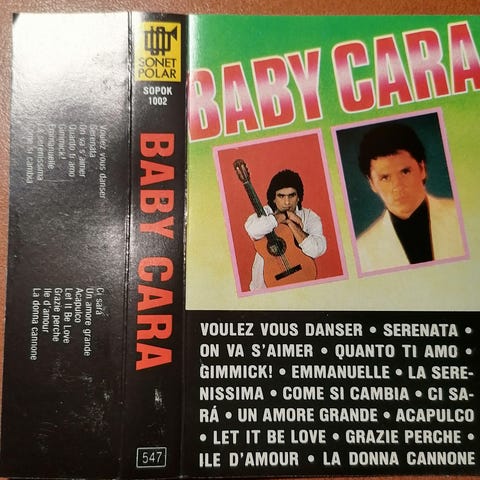 Voulez vous danser
Serenata
On va s'aimer
Quanto ti amo
Gimmick!
Emmanuelle
La serenissima
Come si cambia
Ci sará
Un amore grande
Acapulco
Let It Be Love
Grazie perche
Ile d'amour
La donna cannone
SONET
POLAR
SOPOK
1002
BABY CARA
547
BABY CARA
VOULEZ VOUS DANSER • SERENATA •
ON VA S'AIMER • QUANTO TI AMO •
GIMMICK! • EMMANUELLE • LA SERE-
NISSIMA • COME SI CAMBIA • CI SA-
RÁ • UN AMORE GRANDE • ACAPULCO
• LET IT BE LOVE • GRAZIE PERCHE •
ILE D'AMOUR • LA DONNA CANNONE